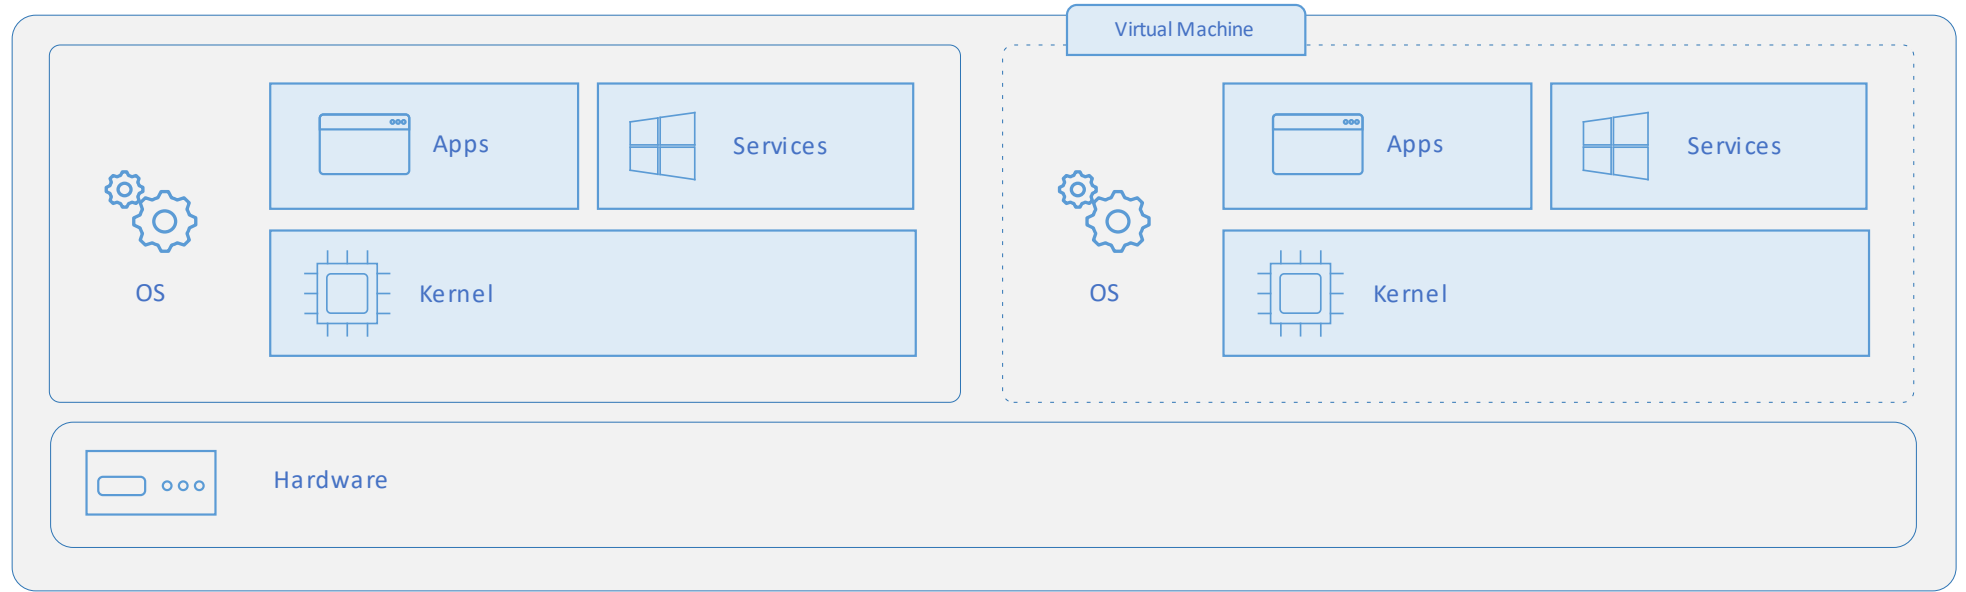 Virtual Machine
Apps
Services
OS
Kernel
Apps
Services
OS
Kernel
Hardware